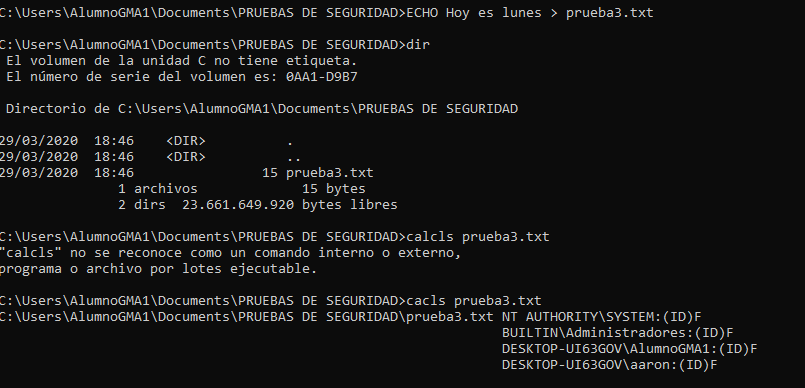 C:\Users\AlumnoGMA1\Documents\PRUEBAS DE SEGURIDAD>ECHO Hoy es lunes > prueba3.txt
C:\Users\AlumnoGMA1\Documents\PRUEBAS DE SEGURIDAD>dir
El volumen de la unidad C no tiene etiqueta.
El número de serie del volumen es: 0AA1-D9B7
Directorio de C:\Users\AlumnoGMA1\Documents\PRUEBAS DE SEGURIDAD
29/03/2020  18:46    <DIR>          .
29/03/2020  18:46    <DIR>          ..
29/03/2020  18:46                15 prueba3.txt
1 archivos             15 bytes
2 dirs  23.661.649.920 bytes libres
C:\Users\AlumnoGMA1\Documents\PRUEBAS DE SEGURIDAD>calcls prueba3.txt
"calcls" no se reconoce como un comando interno o externo,
programa o archivo por lotes ejecutable.
C:\Users\AlumnoGMA1\Documents\PRUEBAS DE SEGURIDAD>cacls prueba3.txt
C:\Users\AlumnoGMA1\Documents\PRUEBAS DE SEGURIDAD\prueba3.txt NT AUTHORITY\SYSTEM:(ID)F
BUILTIN\Administradores:(ID)F
DESKTOP-UI63GOV\AlumnoGMA1:(ID)F
DESKTOP-UI63GOV\aaron:(ID)F